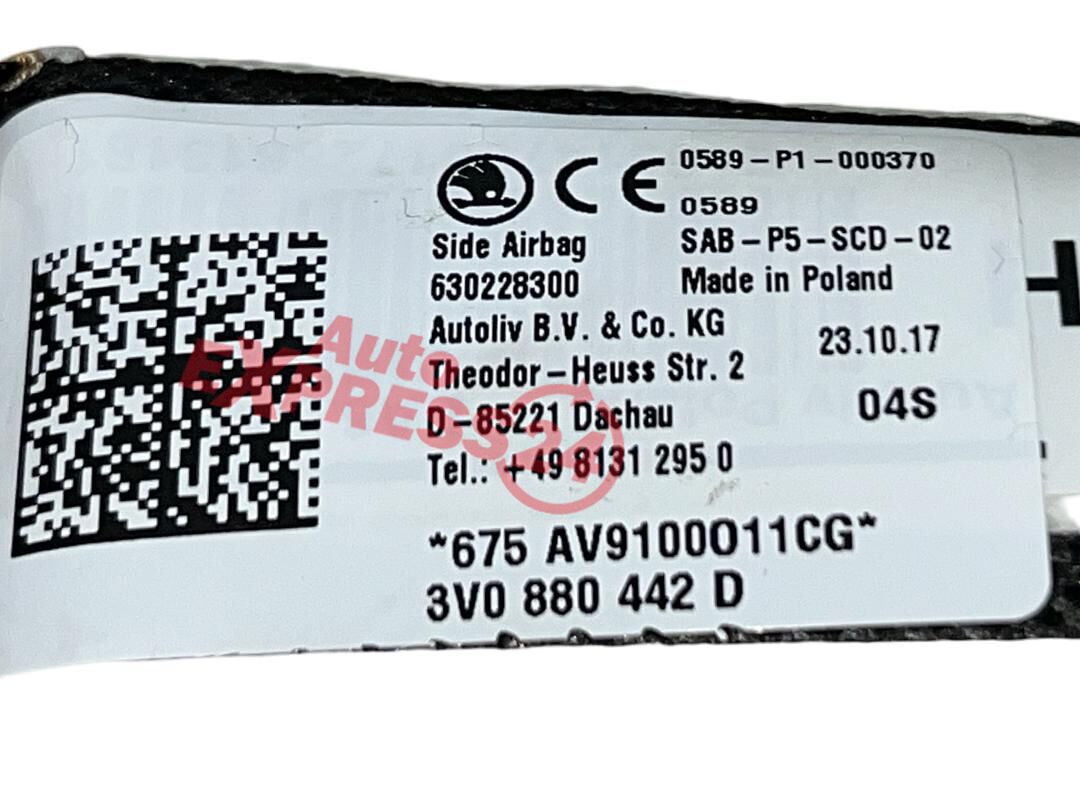 CE 0589-P1-000370
0589
Side Airbag SAB-P5-SCD-02
630228300 Made in Poland
Autoliv B.V. & Co. KG 23.10.17
Theodor-Heuss Str. 2
D-85221 Dachau 04S
Tel.: +49 8131 295 0
*675 AV9100011CG*
3V0 880 442 D
Auto
EXPRESS24